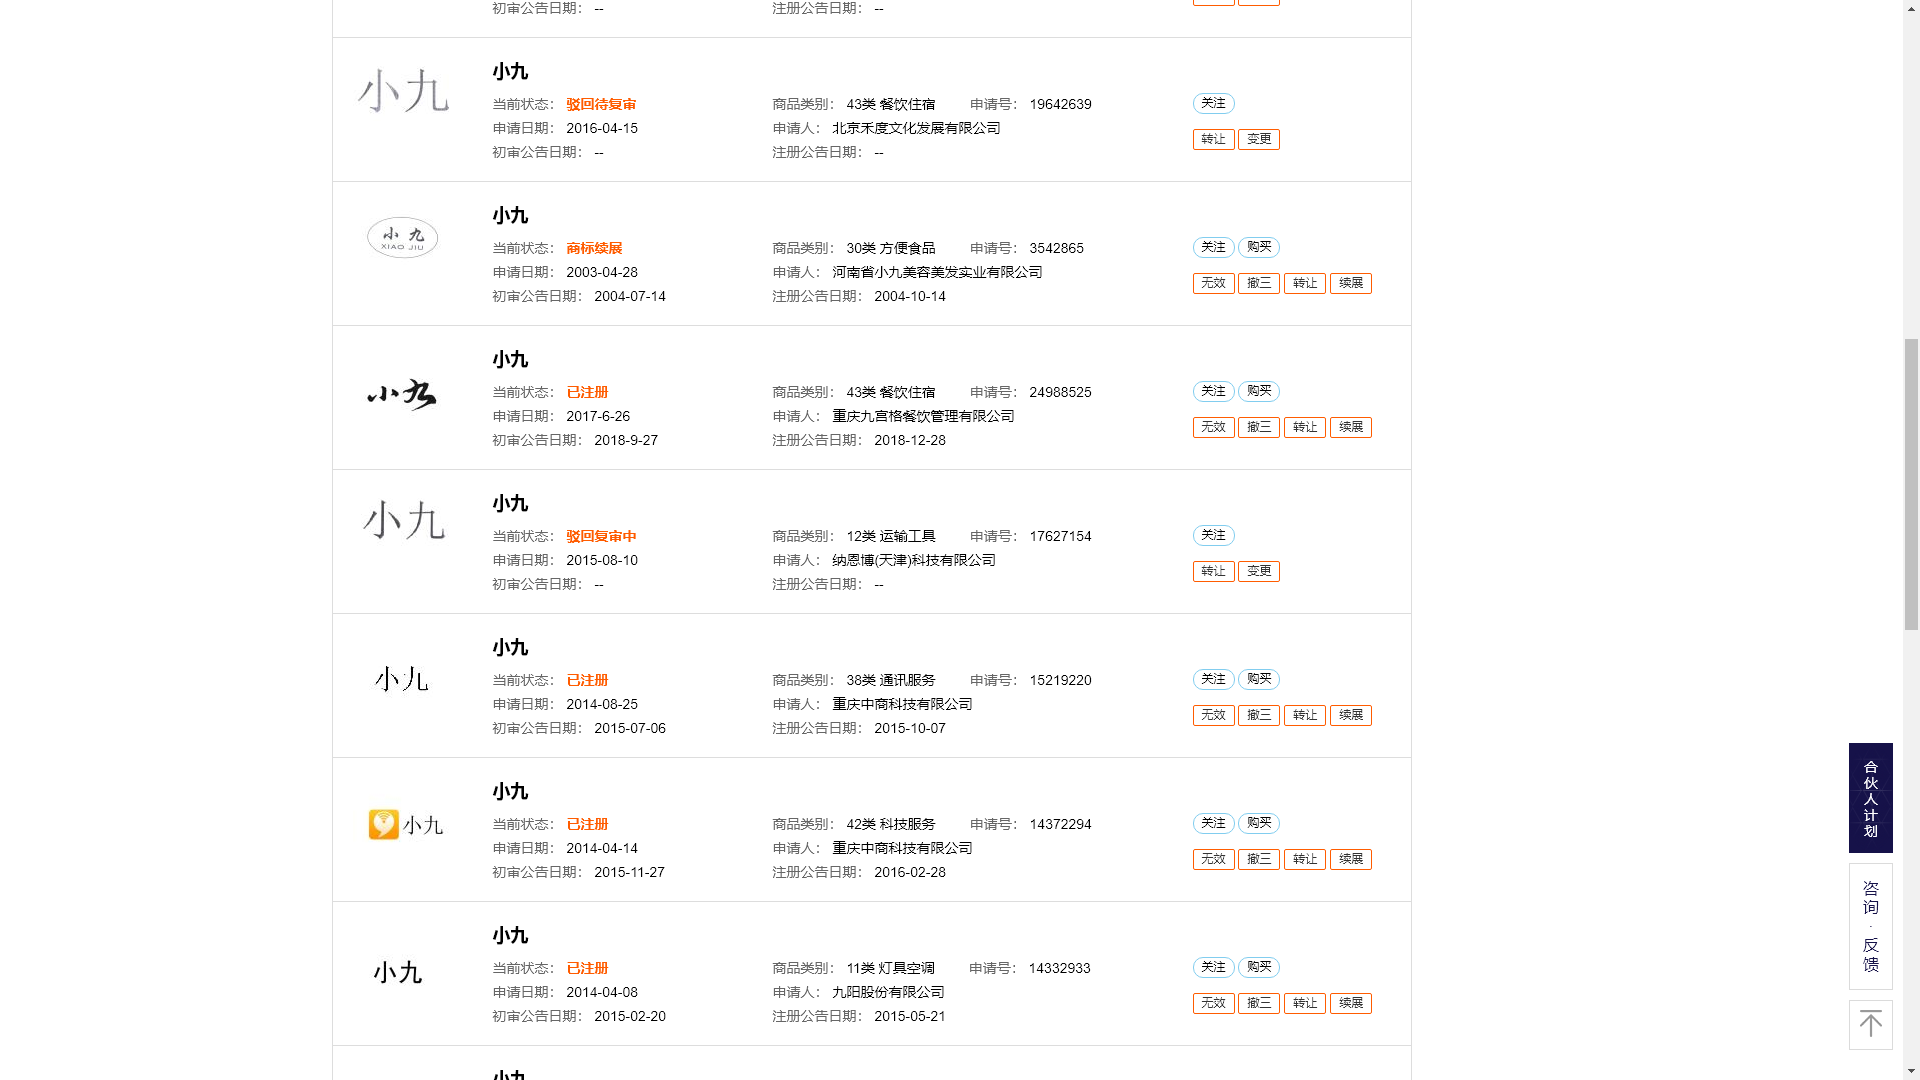 初审公告日期： --
注册公告日期： --
小九
小九
当前状态： 驳回待复审
商品类别： 43类 餐饮住宿
申请号： 19642639
关注
申请日期： 2016-04-15
申请人： 北京禾度文化发展有限公司
转让 变更
初审公告日期： --
注册公告日期： --
小九
XIAO JIU
小九
当前状态： 商标续展
商品类别： 30类 方便食品
申请号： 3542865
关注 购买
申请日期： 2003-04-28
申请人： 河南省小九美容美发实业有限公司
无效 撤三 转让 续展
初审公告日期： 2004-07-14
注册公告日期： 2004-10-14
小九
小九
当前状态： 已注册
商品类别： 43类 餐饮住宿
申请号： 24988525
关注 购买
申请日期： 2017-6-26
申请人： 重庆九宫格餐饮管理有限公司
无效 撤三 转让 续展
初审公告日期： 2018-9-27
注册公告日期： 2018-12-28
小九
小九
当前状态： 驳回复审中
商品类别： 12类 运输工具
申请号： 17627154
关注
申请日期： 2015-08-10
申请人： 纳恩博(天津)科技有限公司
转让 变更
初审公告日期： --
注册公告日期： --
小九
小九
当前状态： 已注册
商品类别： 38类 通讯服务
申请号： 15219220
关注 购买
申请日期： 2014-08-25
申请人： 重庆中商科技有限公司
无效 撤三 转让 续展
初审公告日期： 2015-07-06
注册公告日期： 2015-10-07
小九
小九
当前状态： 已注册
商品类别： 42类 科技服务
申请号： 14372294
关注 购买
申请日期： 2014-04-14
申请人： 重庆中商科技有限公司
无效 撤三 转让 续展
初审公告日期： 2015-11-27
注册公告日期： 2016-02-28
小九
小九
当前状态： 已注册
商品类别： 11类 灯具空调
申请号： 14332933
关注 购买
申请日期： 2014-04-08
申请人： 九阳股份有限公司
无效 撤三 转让 续展
初审公告日期： 2015-02-20
注册公告日期： 2015-05-21
小九
合伙人计划
咨询·反馈